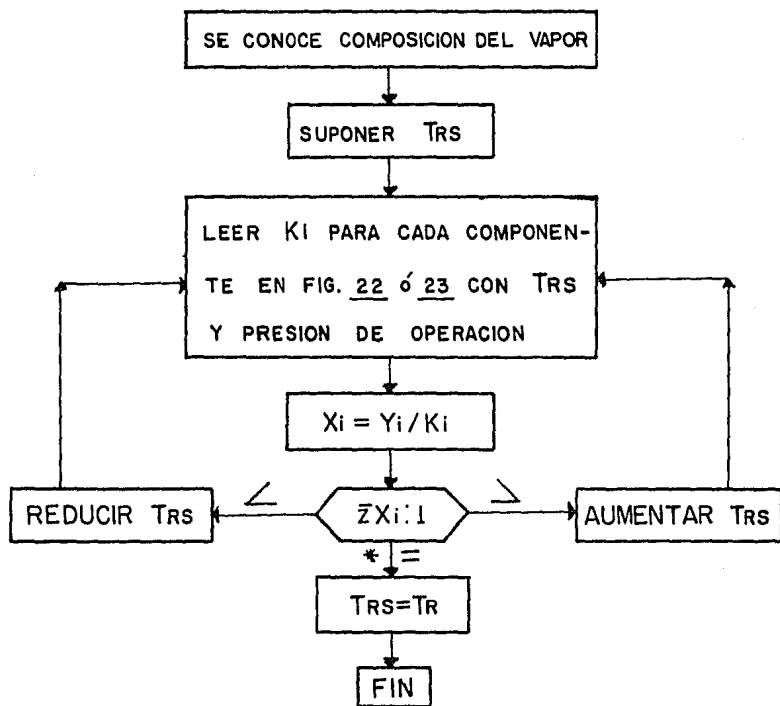 SE CONOCE COMPOSICION DEL VAPOR
SUPONER TRS
LEER Ki PARA CADA COMPONEN-
TE EN FIG. 22 ó 23 CON TRS
Y PRESION DE OPERACION
Xi = Yi / Ki
REDUCIR TRS
<
Σ Xi : 1
>
AUMENTAR TRS
* =
TRS=TR
FIN